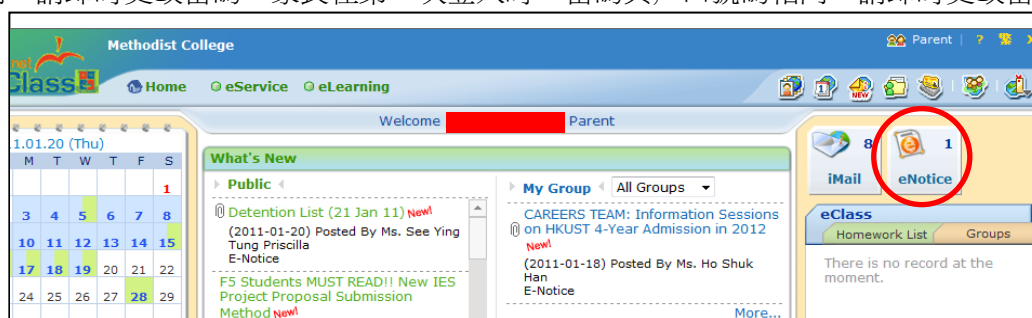 Methodist College
Parent | ? 繁
Class
Home eService eLearning
Welcome Parent
1.01.20 (Thu)
M T W T F S
1
3 4 5 6 7 8
10 11 12 13 14 15
17 18 19 20 21 22
24 25 26 27 28 29
What's New
Public
Detention List (21 Jan 11) New!
(2011-01-20) Posted By Ms. See Ying
Tung Priscilla
E-Notice
F5 Students MUST READ!! New IES
Project Proposal Submission
Method New!
My Group All Groups
CAREERS TEAM: Information Sessions
on HKUST 4-Year Admission in 2012
New!
(2011-01-18) Posted By Ms. Ho Shuk
Han
E-Notice
More...
8
iMail
1
eNotice
eClass
Homework List Groups
There is no record at the
moment.